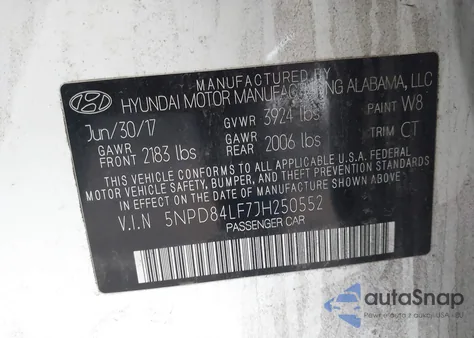 MANUFACTURED BY
HYUNDAI MOTOR MANUFACTURING ALABAMA, LLC
Jun/30/17 GVWR 3924 lbs PAINT W8
GAWR FRONT 2183 lbs GAWR REAR 2006 lbs TRIM CT
THIS VEHICLE CONFORMS TO ALL APPLICABLE U.S.A FEDERAL
MOTOR VEHICLE SAFETY, BUMPER, AND THEFT PREVENTION STANDARDS
IN EFFECT ON THE DATE OF MANUFACTURE SHOWN ABOVE.
V.I.N 5NPD84LF7JH250552
PASSENGER CAR
autoSnap